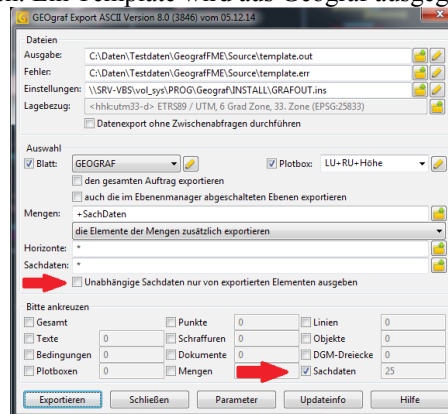 en. Ein Template wird aus Geograf ausgeg
GEOgraf Export ASCII Version 8.0 (3846) vom 05.12.14
Dateien
Ausgabe: C:\Daten\Testdaten\GeografFME\Source\template.out
Fehler: C:\Daten\Testdaten\GeografFME\Source\template.err
Einstellungen: \\SRV-VBS\vol_sys\PROG\Geograf\INSTALL\GRAFOUT.ins
Lagebezug: <hhk:utm33-d> ETRS89 / UTM, 6 Grad Zone, 33. Zone (EPSG:25833)
Datenexport ohne Zwischenabfragen durchführen
Auswahl
Blatt: GEOGRAF Plotbox: LU+RU+Höhe
den gesamten Auftrag exportieren
auch die im Ebenenmanager abgeschalteten Ebenen exportieren
Mengen: +SachDaten
die Elemente der Mengen zusätzlich exportieren
Horizonte: *
Sachdaten: *
Unabhängige Sachdaten nur von exportierten Elementen ausgeben
Bitte ankreuzen
Gesamt Punkte 0 Linien 0
Texte 0 Schraffuren 0 Objekte 0
Bedingungen 0 Dokumente 0 DGM-Dreiecke 0
Plotboxen 0 Mengen Sachdaten 25
Exportieren Schließen Parameter Updateinfo Hilfe